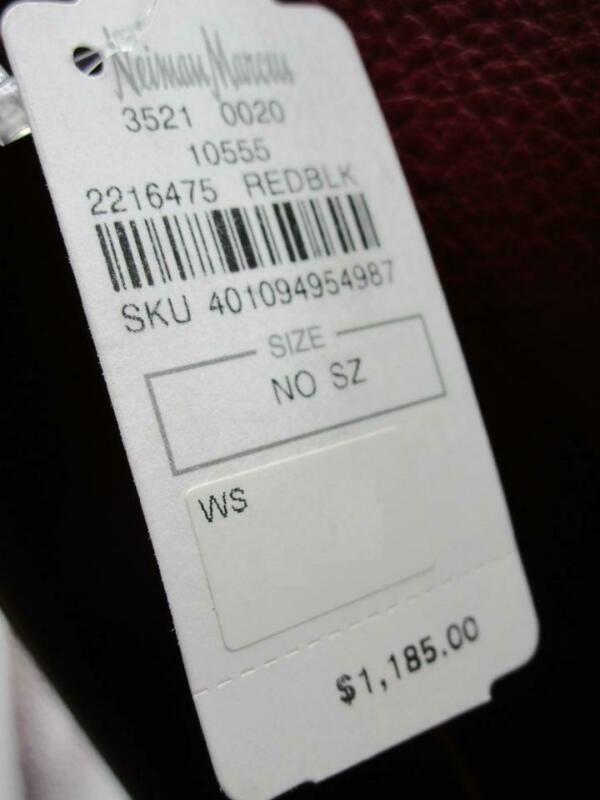 Neiman Marcus
3521 0020
10555
2216475 REDBLK
SKU 401094954987
SIZE
NO SZ
WS
$1,185.00